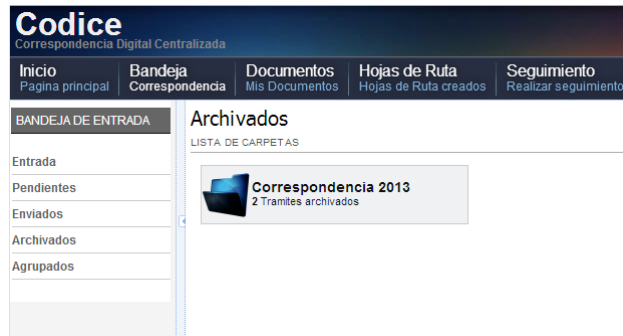 Codice
Correspondencia Digital Centralizada
Inicio
Pagina principal
Bandeja
Correspondencia
Documentos
Mis Documentos
Hojas de Ruta
Hojas de Ruta creados
Seguimiento
Realizar seguimiento
BANDEJA DE ENTRADA
Entrada
Pendientes
Enviados
Archivados
Agrupados
Archivados
LISTA DE CARPETAS
Correspondencia 2013
2 Tramites archivados